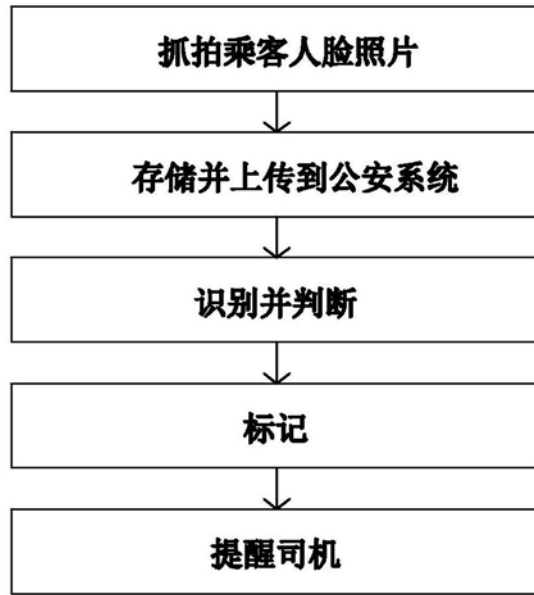 抓拍乘客人脸照片
存储并上传到公安系统
识别并判断
标记
提醒司机